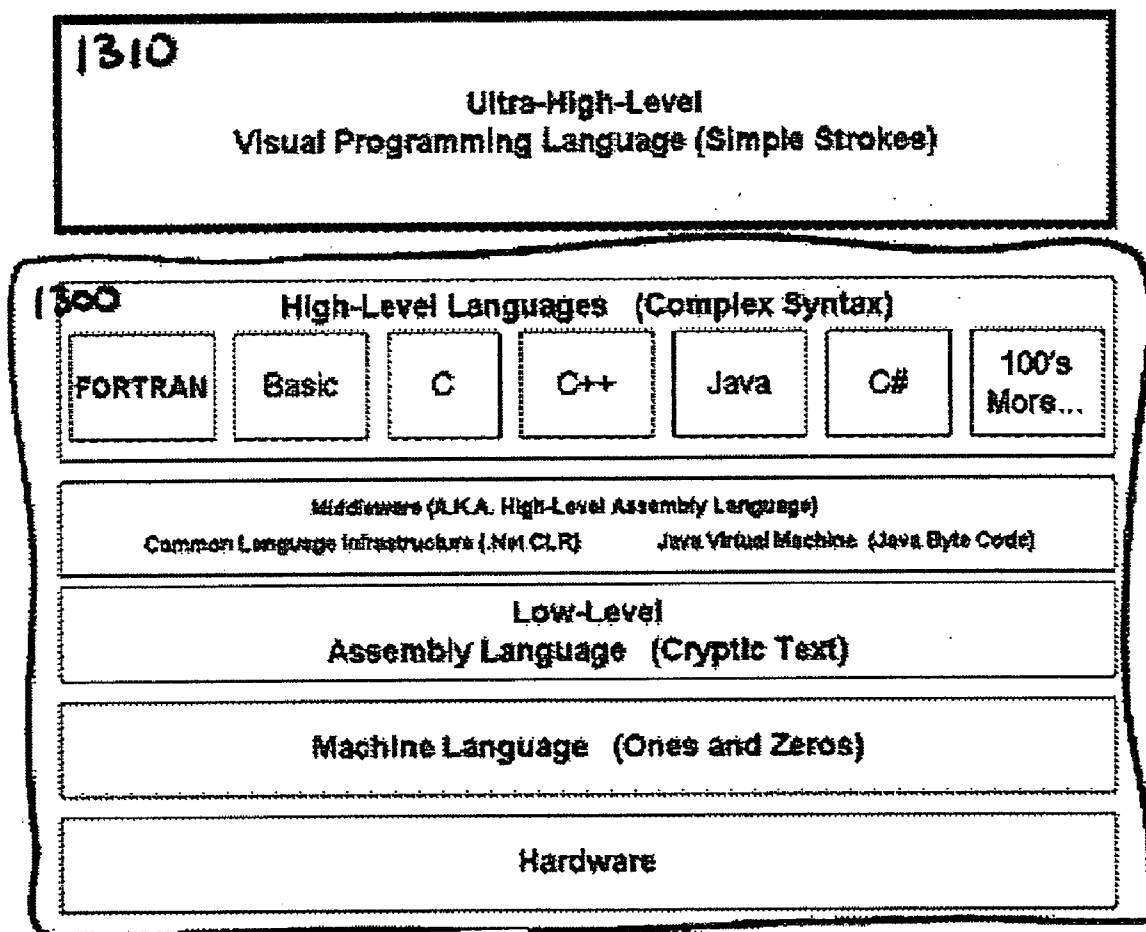 1310
Ultra-High-Level
Visual Programming Language (Simple Strokes)
1300
High-Level Languages (Complex Syntax)
FORTRAN
Basic
C
C++
Java
C#
100's
More...
Middleware (A.K.A. High-Level Assembly Language)
Common Language Infrastructure (.Net CLR) Java Virtual Machine (Java Byte Code)
Low-Level
Assembly Language (Cryptic Text)
Machine Language (Ones and Zeros)
Hardware